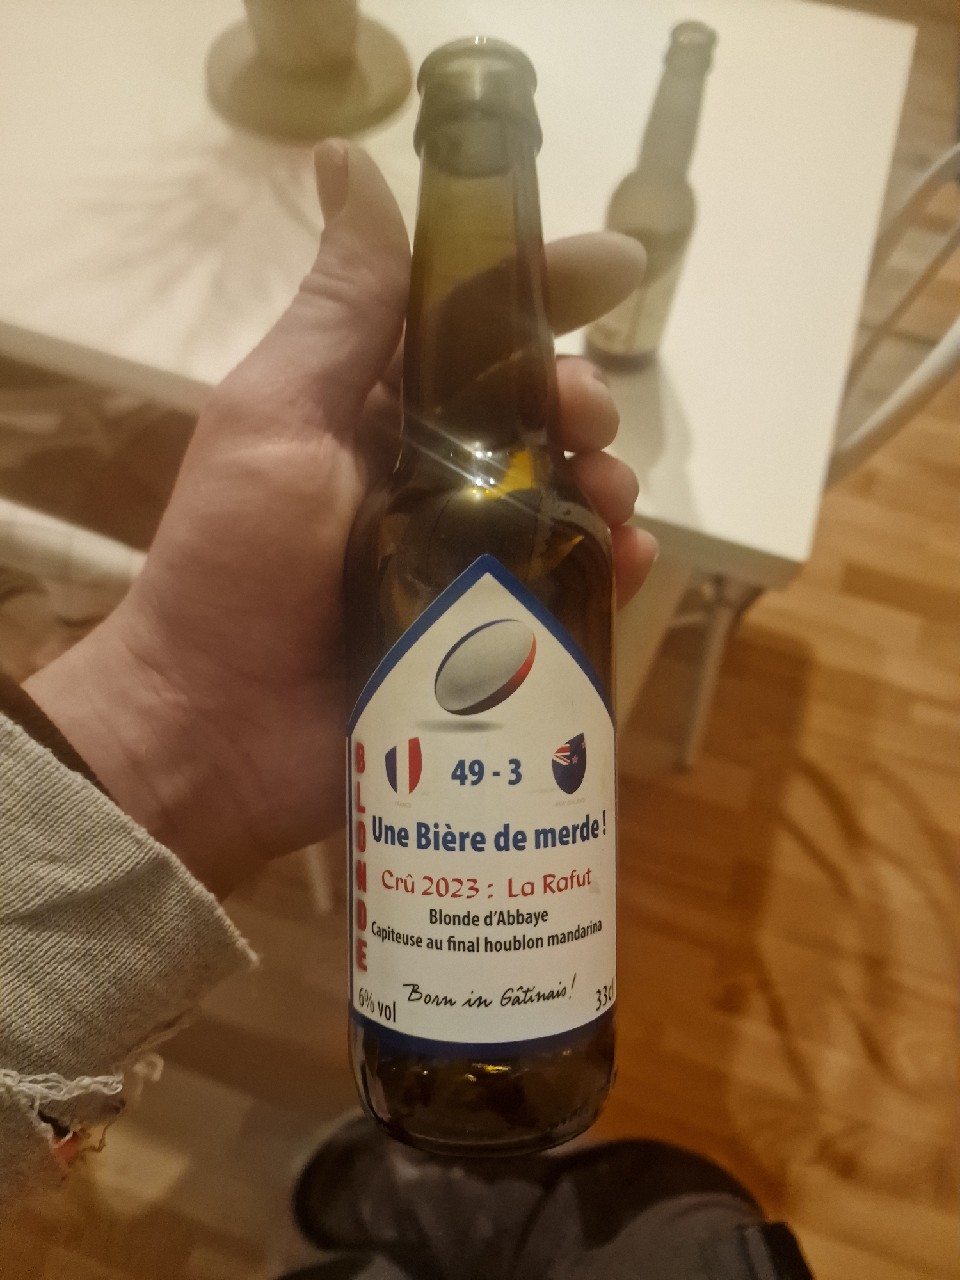 49 - 3
BLONDE
Une Bière de merde !
Crû 2023 : La Rafut
Blonde d'Abbaye
Capiteuse au final houblon mandarina
6% vol
Born in Gâtinais !
33cl